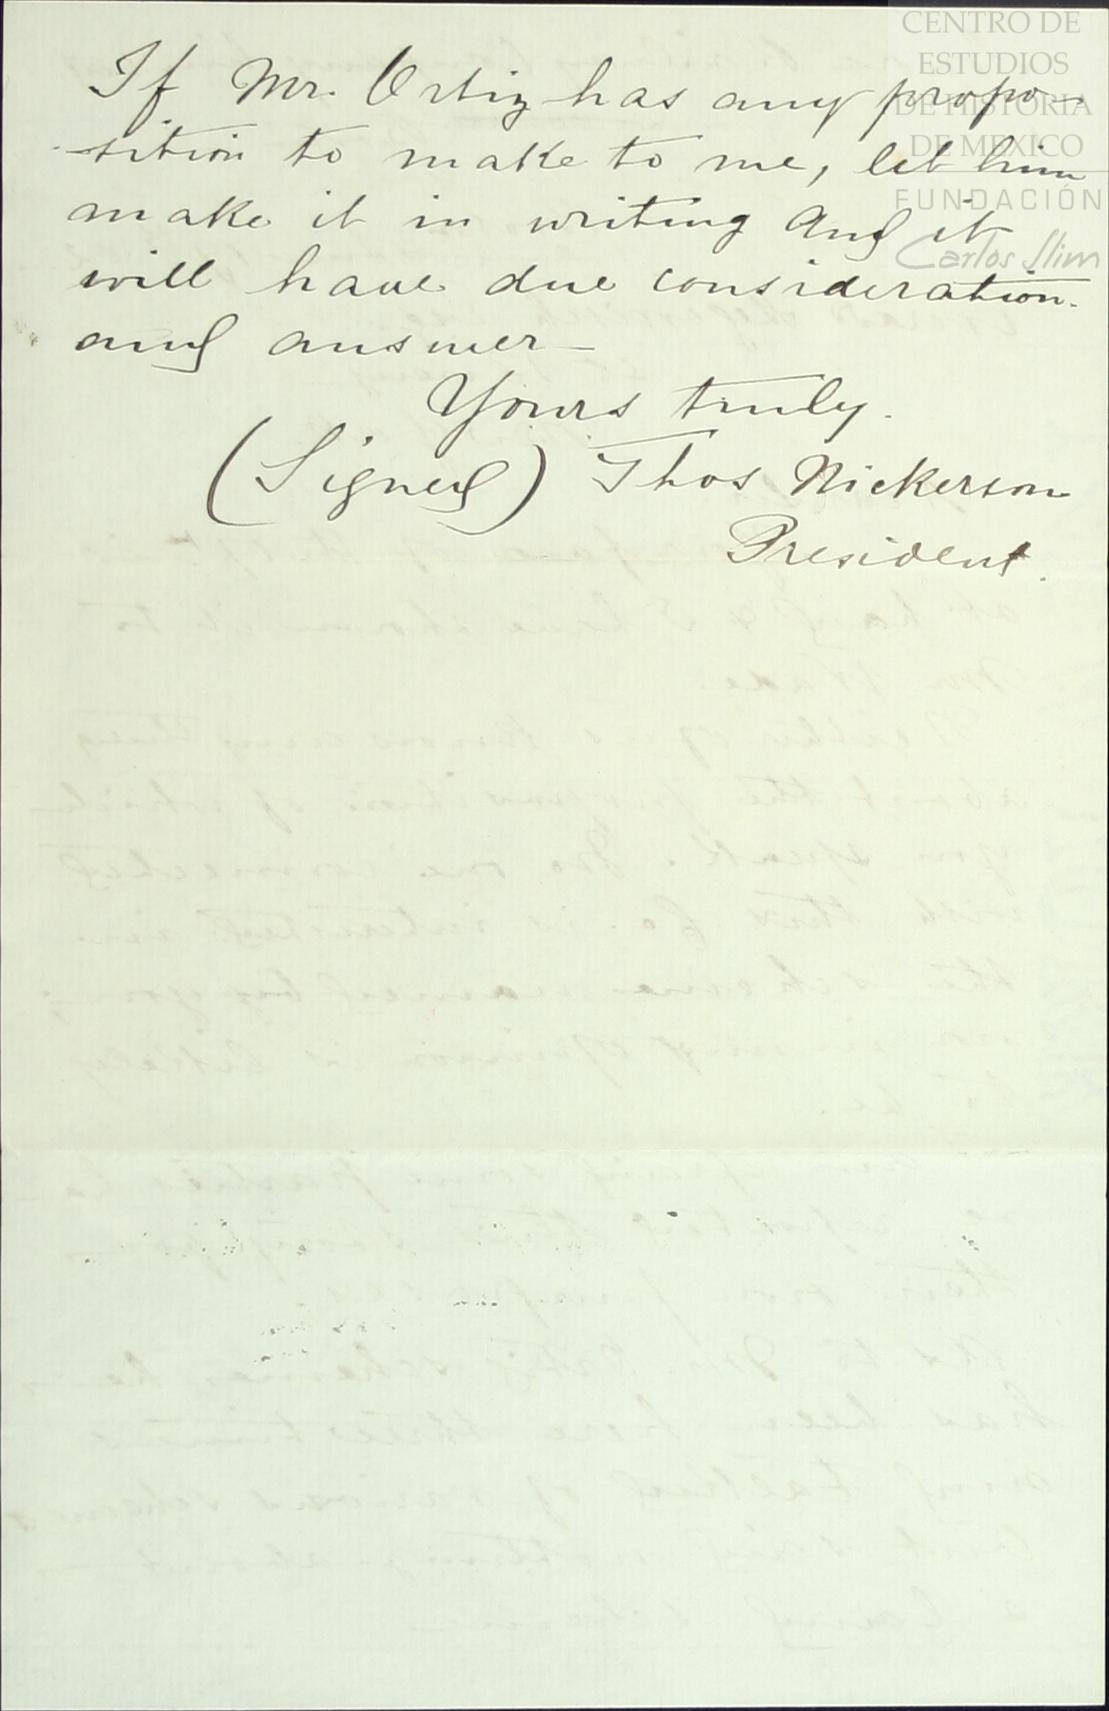 CENTRO DE
ESTUDIOS
DE HISTORIA
DE MEXICO
FUNDACIÓN
Carlos Slim
If Mr. Ortiz has any propo-
sition to make to me, let him
make it in writing and it
will have due consideration.
and answer—
Yours truly.
(Signed) Thos Nickerson
President.